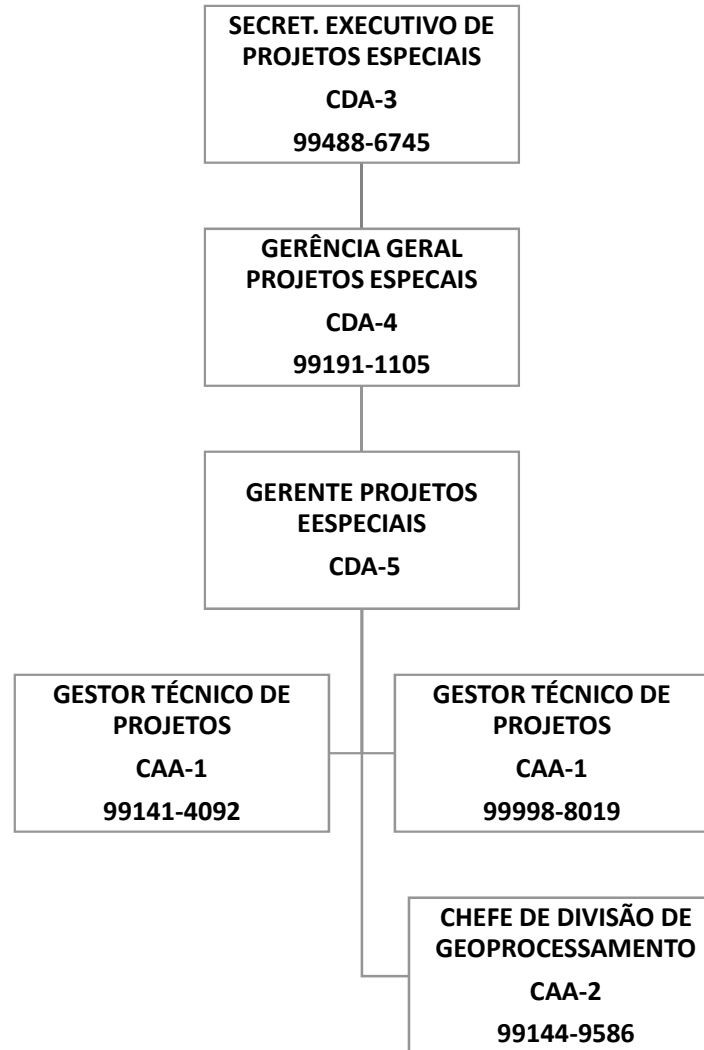 SECRET. EXECUTIVO DE
PROJETOS ESPECIAIS
CDA-3
99488-6745
GERÊNCIA GERAL
PROJETOS ESPECAIS
CDA-4
99191-1105
GERENTE PROJETOS
EESPECIAIS
CDA-5
GESTOR TÉCNICO DE
PROJETOS
CAA-1
99141-4092
GESTOR TÉCNICO DE
PROJETOS
CAA-1
99998-8019
CHEFE DE DIVISÃO DE
GEOPROCESSAMENTO
CAA-2
99144-9586